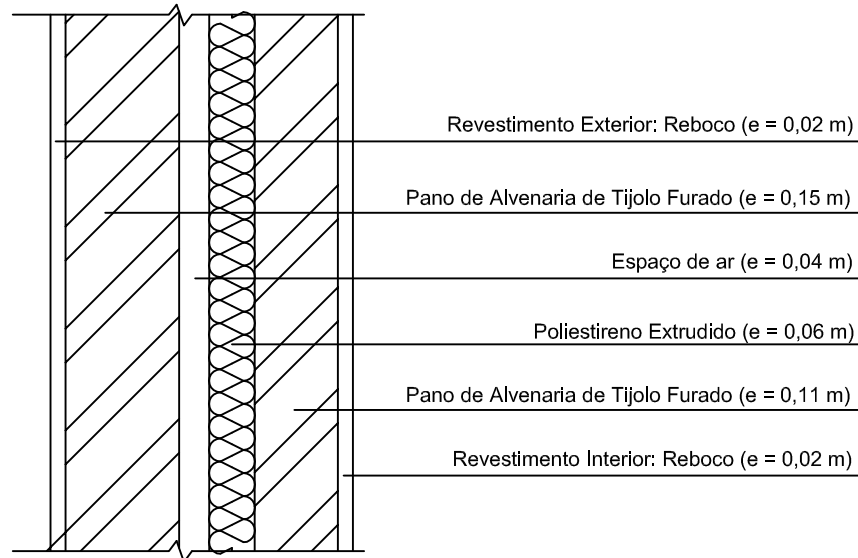 Revestimento Exterior: Reboco (e = 0,02 m)
Pano de Alvenaria de Tijolo Furado (e = 0,15 m)
Espaço de ar (e = 0,04 m)
Poliestireno Extrudido (e = 0,06 m)
Pano de Alvenaria de Tijolo Furado (e = 0,11 m)
Revestimento Interior: Reboco (e = 0,02 m)